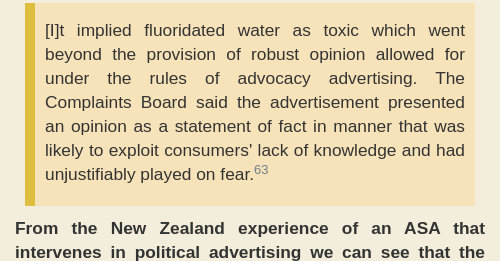 [I]t implied fluoridated water as toxic which went
beyond the provision of robust opinion allowed for
under the rules of advocacy advertising. The
Complaints Board said the advertisement presented
an opinion as a statement of fact in manner that was
likely to exploit consumers' lack of knowledge and had
unjustifiably played on fear.63
From the New Zealand experience of an ASA that
intervenes in political advertising we can see that the